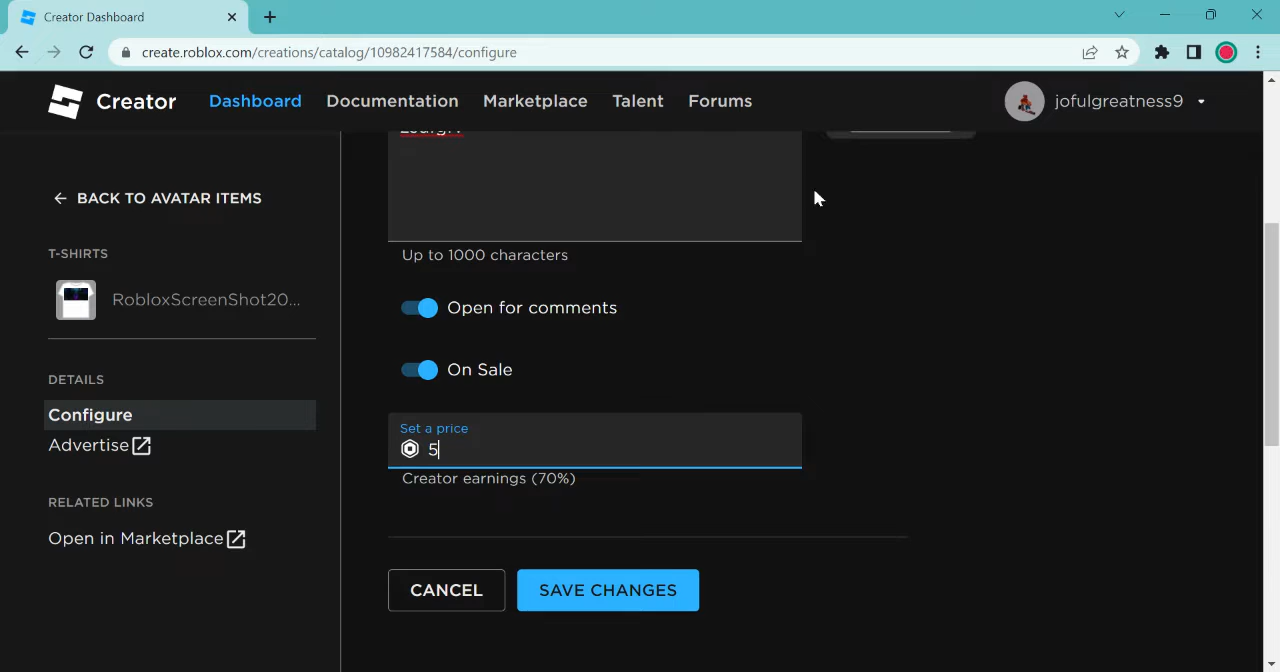 Creator Dashboard
create.roblox.com/creations/catalog/10982417584/configure
Creator Dashboard Documentation Marketplace Talent Forums jofulgreatness9
BACK TO AVATAR ITEMS
T-SHIRTS
RobloxScreenShot20...
DETAILS
Configure
Advertise
RELATED LINKS
Open in Marketplace
Up to 1000 characters
Open for comments
On Sale
Set a price
5
Creator earnings (70%)
CANCEL SAVE CHANGES